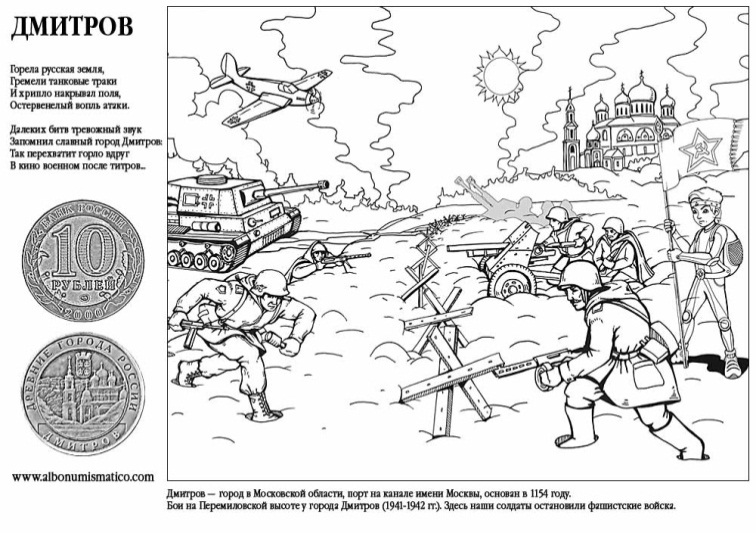 ДМИТРОВ
Горела русская земля,
Гремели танковые траки
И хрипло накрывал поля,
Остервенелый вопль атаки.
Далеких битв тревожный звук
Запомнил славный город Дмитров:
Так перехватит горло вдруг
В кино военном после титров...
БАНК РОССИИ
10
РУБЛЕЙ
2000
ДРЕВНИЕ ГОРОДА РОССИИ
ДМИТРОВ
www.albonumismatico.com
Дмитров — город в Московской области, порт на канале имени Москвы, основан в 1154 году.
Бои на Перемиловской высоте у города Дмитров (1941-1942 гг.). Здесь наши солдаты остановили фашистские войска.